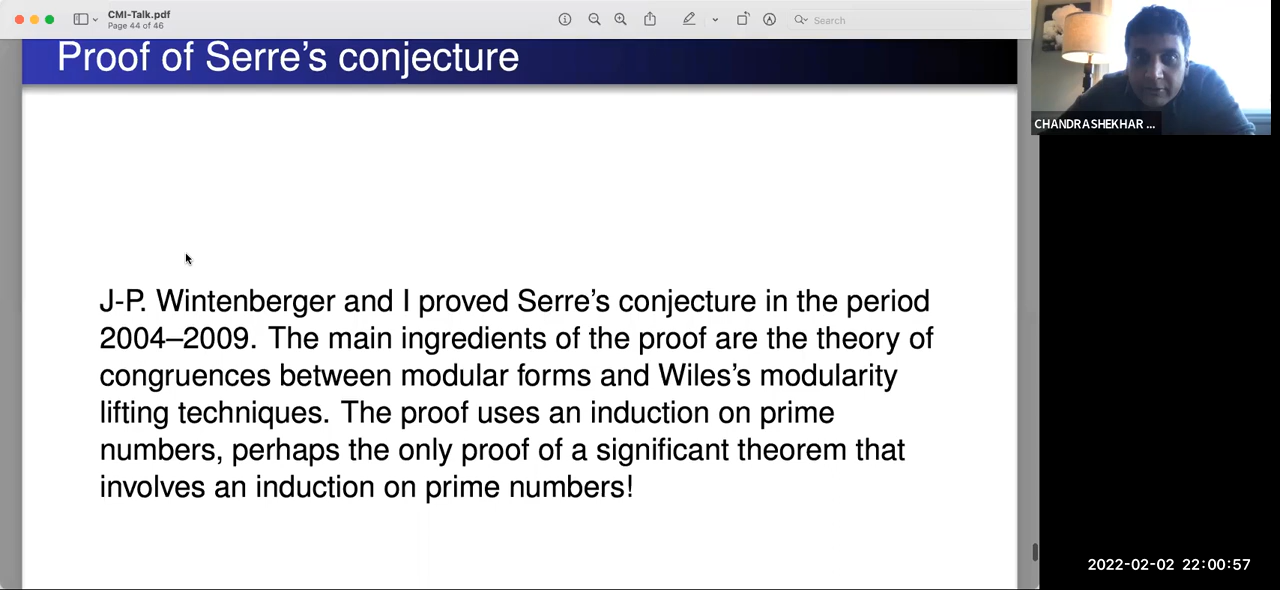 CMI-Talk.pdf
Page 44 of 46
Search
Proof of Serre's conjecture
J-P. Wintenberger and I proved Serre's conjecture in the period
2004–2009. The main ingredients of the proof are the theory of
congruences between modular forms and Wiles's modularity
lifting techniques. The proof uses an induction on prime
numbers, perhaps the only proof of a significant theorem that
involves an induction on prime numbers!
CHANDRASHEKHAR ...
2022-02-02 22:00:57